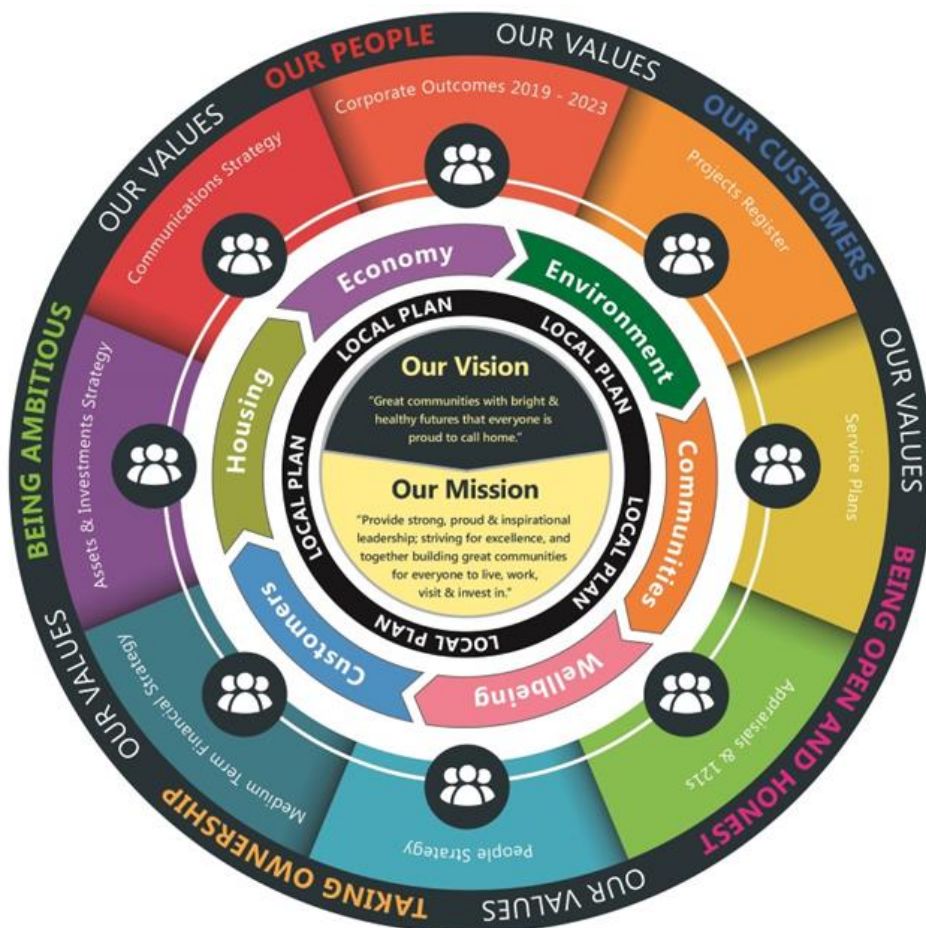 OUR PEOPLE
OUR VALUES
OUR CUSTOMERS
OUR VALUES
BEING OPEN AND HONEST
OUR VALUES
TAKING OWNERSHIP
OUR VALUES
BEING AMBITIOUS
OUR VALUES
Corporate Outcomes 2019 - 2023
Projects Register
Service Plans
Appraisals & 121s
People Strategy
Medium Term Financial Strategy
Assets & Investments Strategy
Communications Strategy
Economy
Environment
Communities
Wellbeing
Customers
Housing
LOCAL PLAN
LOCAL PLAN
LOCAL PLAN
LOCAL PLAN
LOCAL PLAN
LOCAL PLAN
Our Vision
"Great communities with bright &
healthy futures that everyone is
proud to call home."
Our Mission
"Provide strong, proud & inspirational
leadership; striving for excellence, and
together building great communities
for everyone to live, work,
visit & invest in."